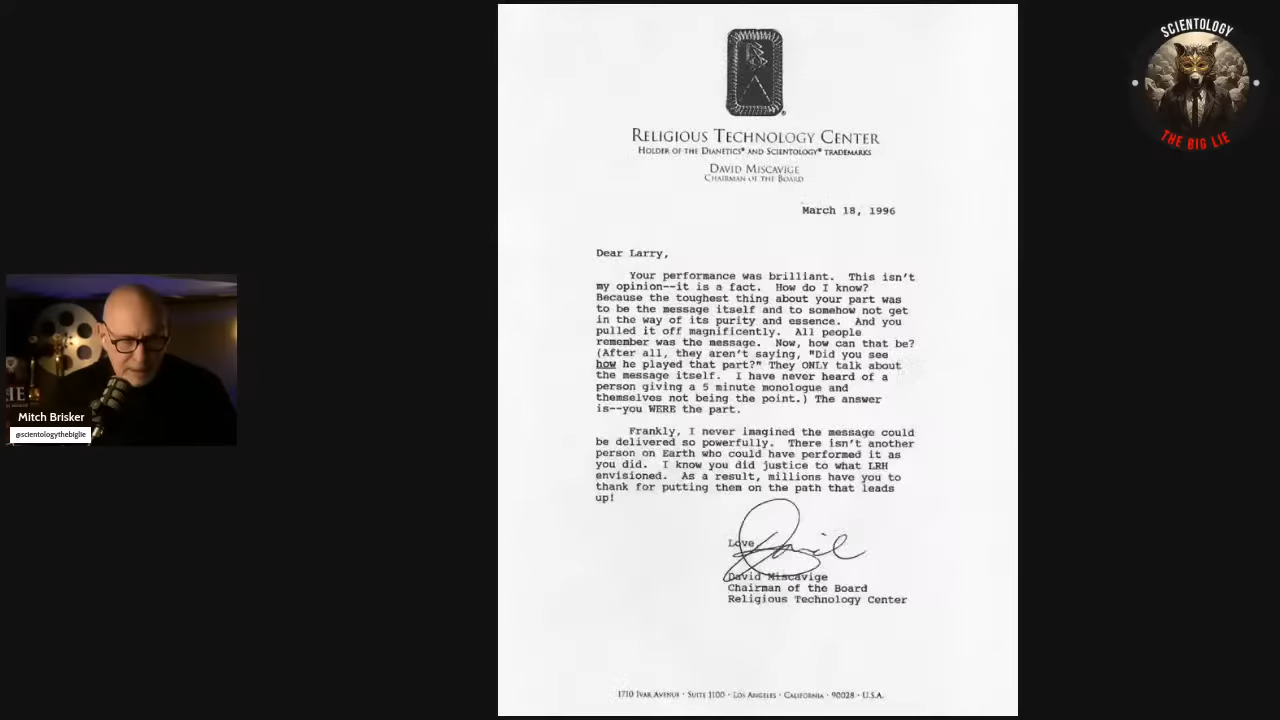 SCIENTOLOGY
THE BIG LIE
RELIGIOUS TECHNOLOGY CENTER
HOLDER OF THE DIANETICS® AND SCIENTOLOGY® TRADEMARKS
DAVID MISCAVIGE
CHAIRMAN OF THE BOARD
March 18, 1996
Dear Larry,
Your performance was brilliant. This isn't
my opinion--it is a fact. How do I know?
Because the toughest thing about your part was
to be the message itself and to somehow not get
in the way of its purity and essence. And you
pulled it off magnificently. All people
remember was the message. Now, how can that be?
(After all, they aren't saying, "Did you see
how he played that part?" They ONLY talk about
the message itself. I have never heard of a
person giving a 5 minute monologue and
themselves not being the point.) The answer
is--you WERE the part.
Frankly, I never imagined the message could
be delivered so powerfully. There isn't another
person on Earth who could have performed it as
you did. I know you did justice to what LRH
envisioned. As a result, millions have you to
thank for putting them on the path that leads
up!
Love
David Miscavige
Chairman of the Board
Religious Technology Center
1710 IVAR AVENUE · SUITE 1100 · LOS ANGELES · CALIFORNIA · 90028 · U.S.A.
Mitch Brisker
@scientologythebiglie